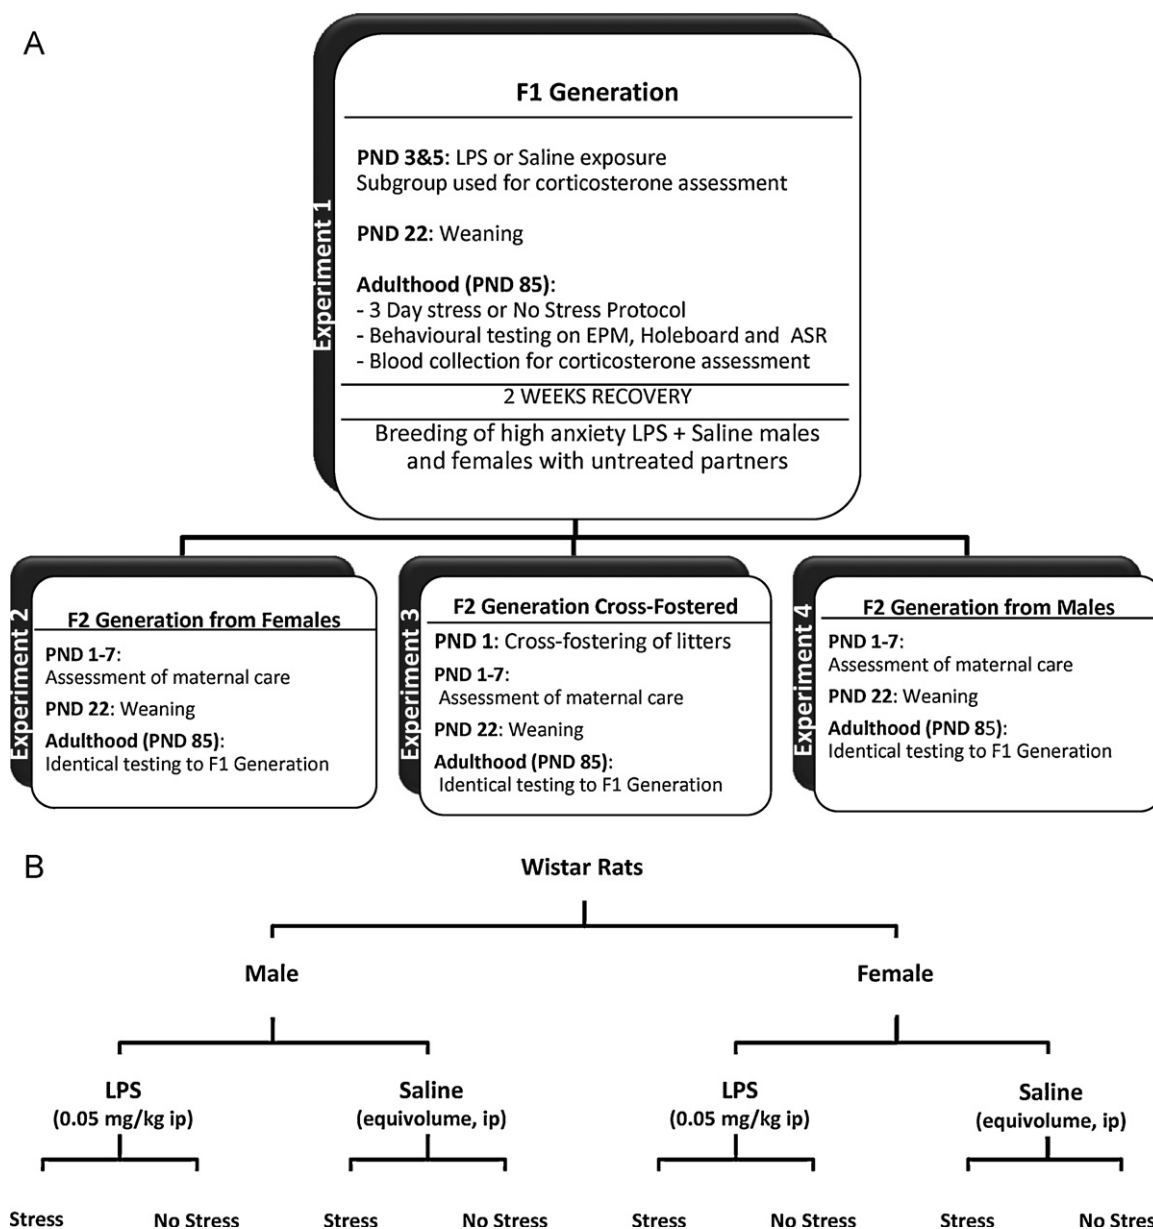 A
Experiment 1
F1 Generation
PND 3&5: LPS or Saline exposure
Subgroup used for corticosterone assessment
PND 22: Weaning
Adulthood (PND 85):
- 3 Day stress or No Stress Protocol
- Behavioural testing on EPM, Holeboard and ASR
- Blood collection for corticosterone assessment
2 WEEKS RECOVERY
Breeding of high anxiety LPS + Saline males
and females with untreated partners
Experiment 2
F2 Generation from Females
PND 1-7:
Assessment of maternal care
PND 22: Weaning
Adulthood (PND 85):
Identical testing to F1 Generation
Experiment 3
F2 Generation Cross-Fostered
PND 1: Cross-fostering of litters
PND 1-7:
Assessment of maternal care
PND 22: Weaning
Adulthood (PND 85):
Identical testing to F1 Generation
Experiment 4
F2 Generation from Males
PND 1-7:
Assessment of maternal care
PND 22: Weaning
Adulthood (PND 85):
Identical testing to F1 Generation
B
Wistar Rats
Male Female
LPS Saline LPS Saline
(0.05 mg/kg ip) (equivolume, ip) (0.05 mg/kg ip) (equivolume, ip)
Stress No Stress Stress No Stress Stress No Stress Stress No Stress